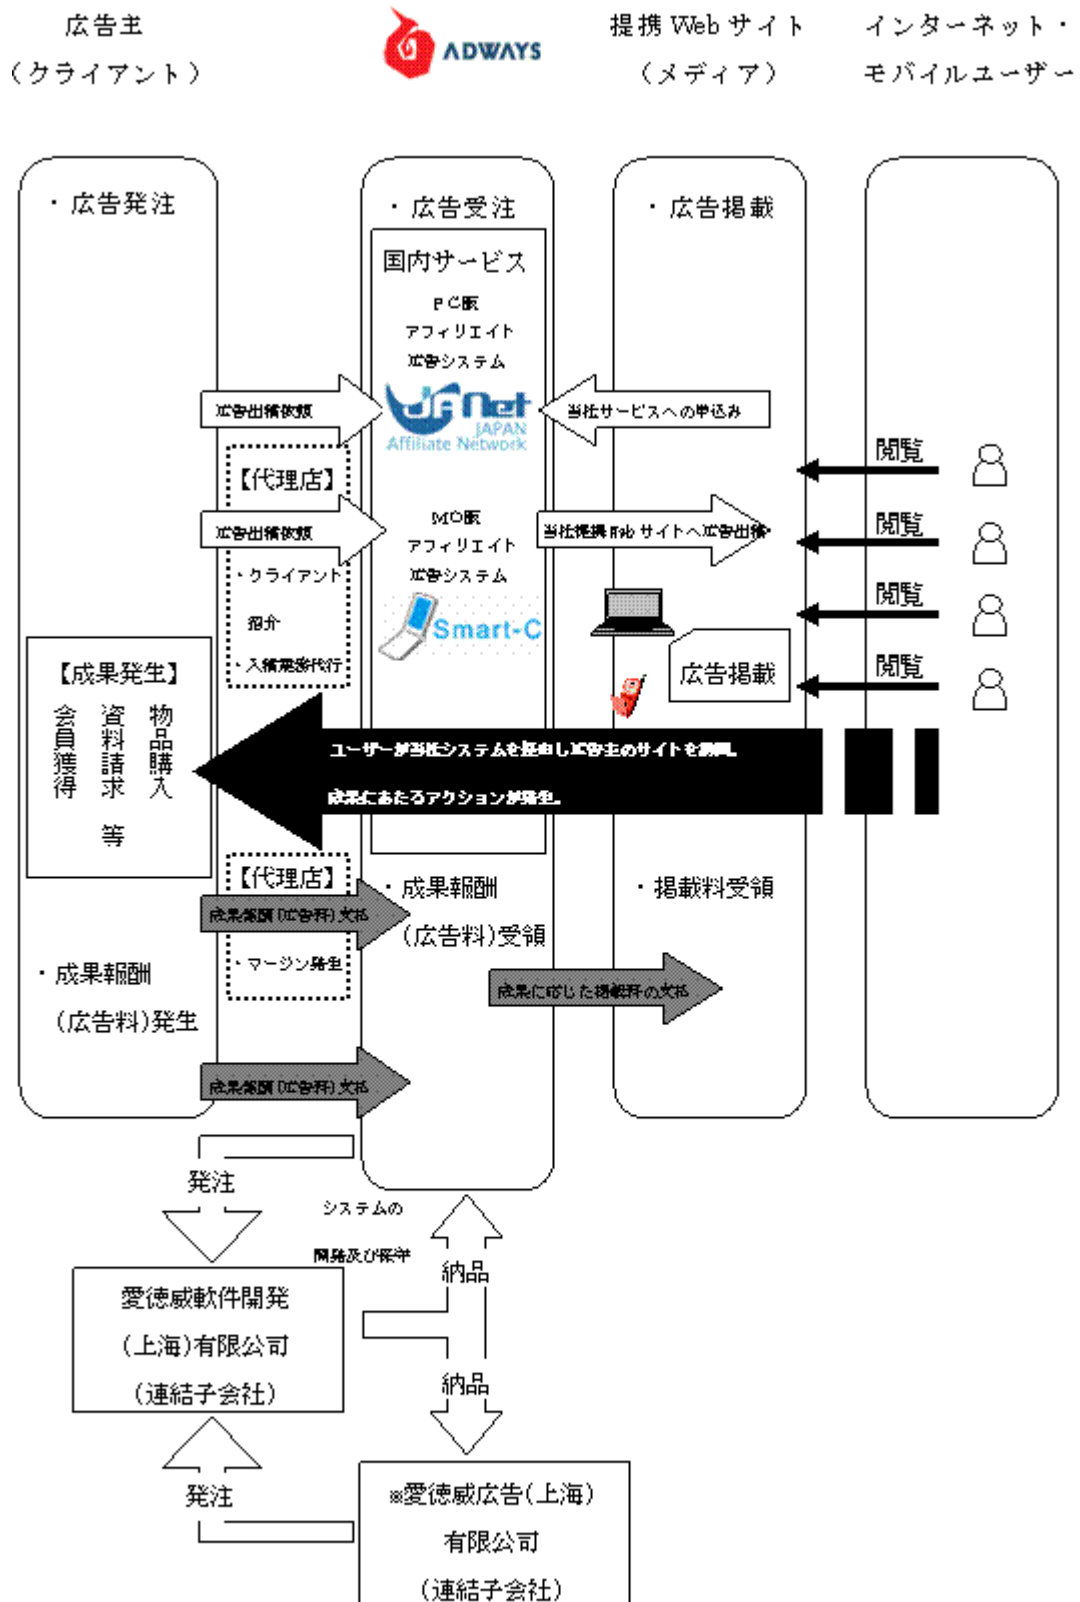 広告主
（クライアント）
ADWAYS
提携Webサイト
（メディア）
インターネット・
モバイルユーザー
・広告発注
・広告受注
・広告掲載
国内サービス
PC版
アフィリエイト
広告システム
JANet
JAPAN
Affiliate Network
広告出稿依頼
当社サービスへの申込み
【代理店】
閲覧
広告出稿依頼
MO版
アフィリエイト
広告システム
当社提携Webサイトへ広告出稿
閲覧
・クライアント
紹介
・入稿業務代行
Smart-C
閲覧
広告掲載
閲覧
【成果発生】
物品購入
資料請求 等
会員獲得
ユーザーが当社システムを経由し広告主のサイトを訪問。
成果にあたるアクションが発生。
【代理店】
成果報酬(広告料)支払
・マージン発生
・成果報酬
(広告料)受領
・掲載料受領
・成果報酬
(広告料)発生
成果に応じた掲載料の支払
成果報酬(広告料)支払
発注
システムの
開発及び保守
納品
愛徳威軟件開発
(上海)有限公司
(連結子会社)
納品
発注
※愛徳威広告(上海)
有限公司
(連結子会社)